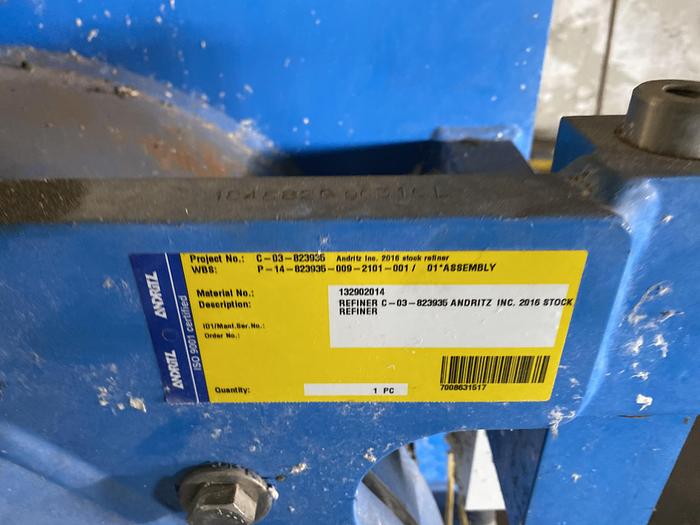 Project No.: C-03-823935 Andritz Inc. 2016 stock refiner
WBS: P-14-823935-009-2101-001 / 01*ASSEMBLY
Material No.: 132902014
Description: REFINER C-03-823935 ANDRITZ INC. 2016 STOCK
REFINER
ID1/Manf.Ser.No.:
Order No.:
Quantity: 1 PC
7008631517
ANDRITZ
ISO 9001 certified
ANDRITZ